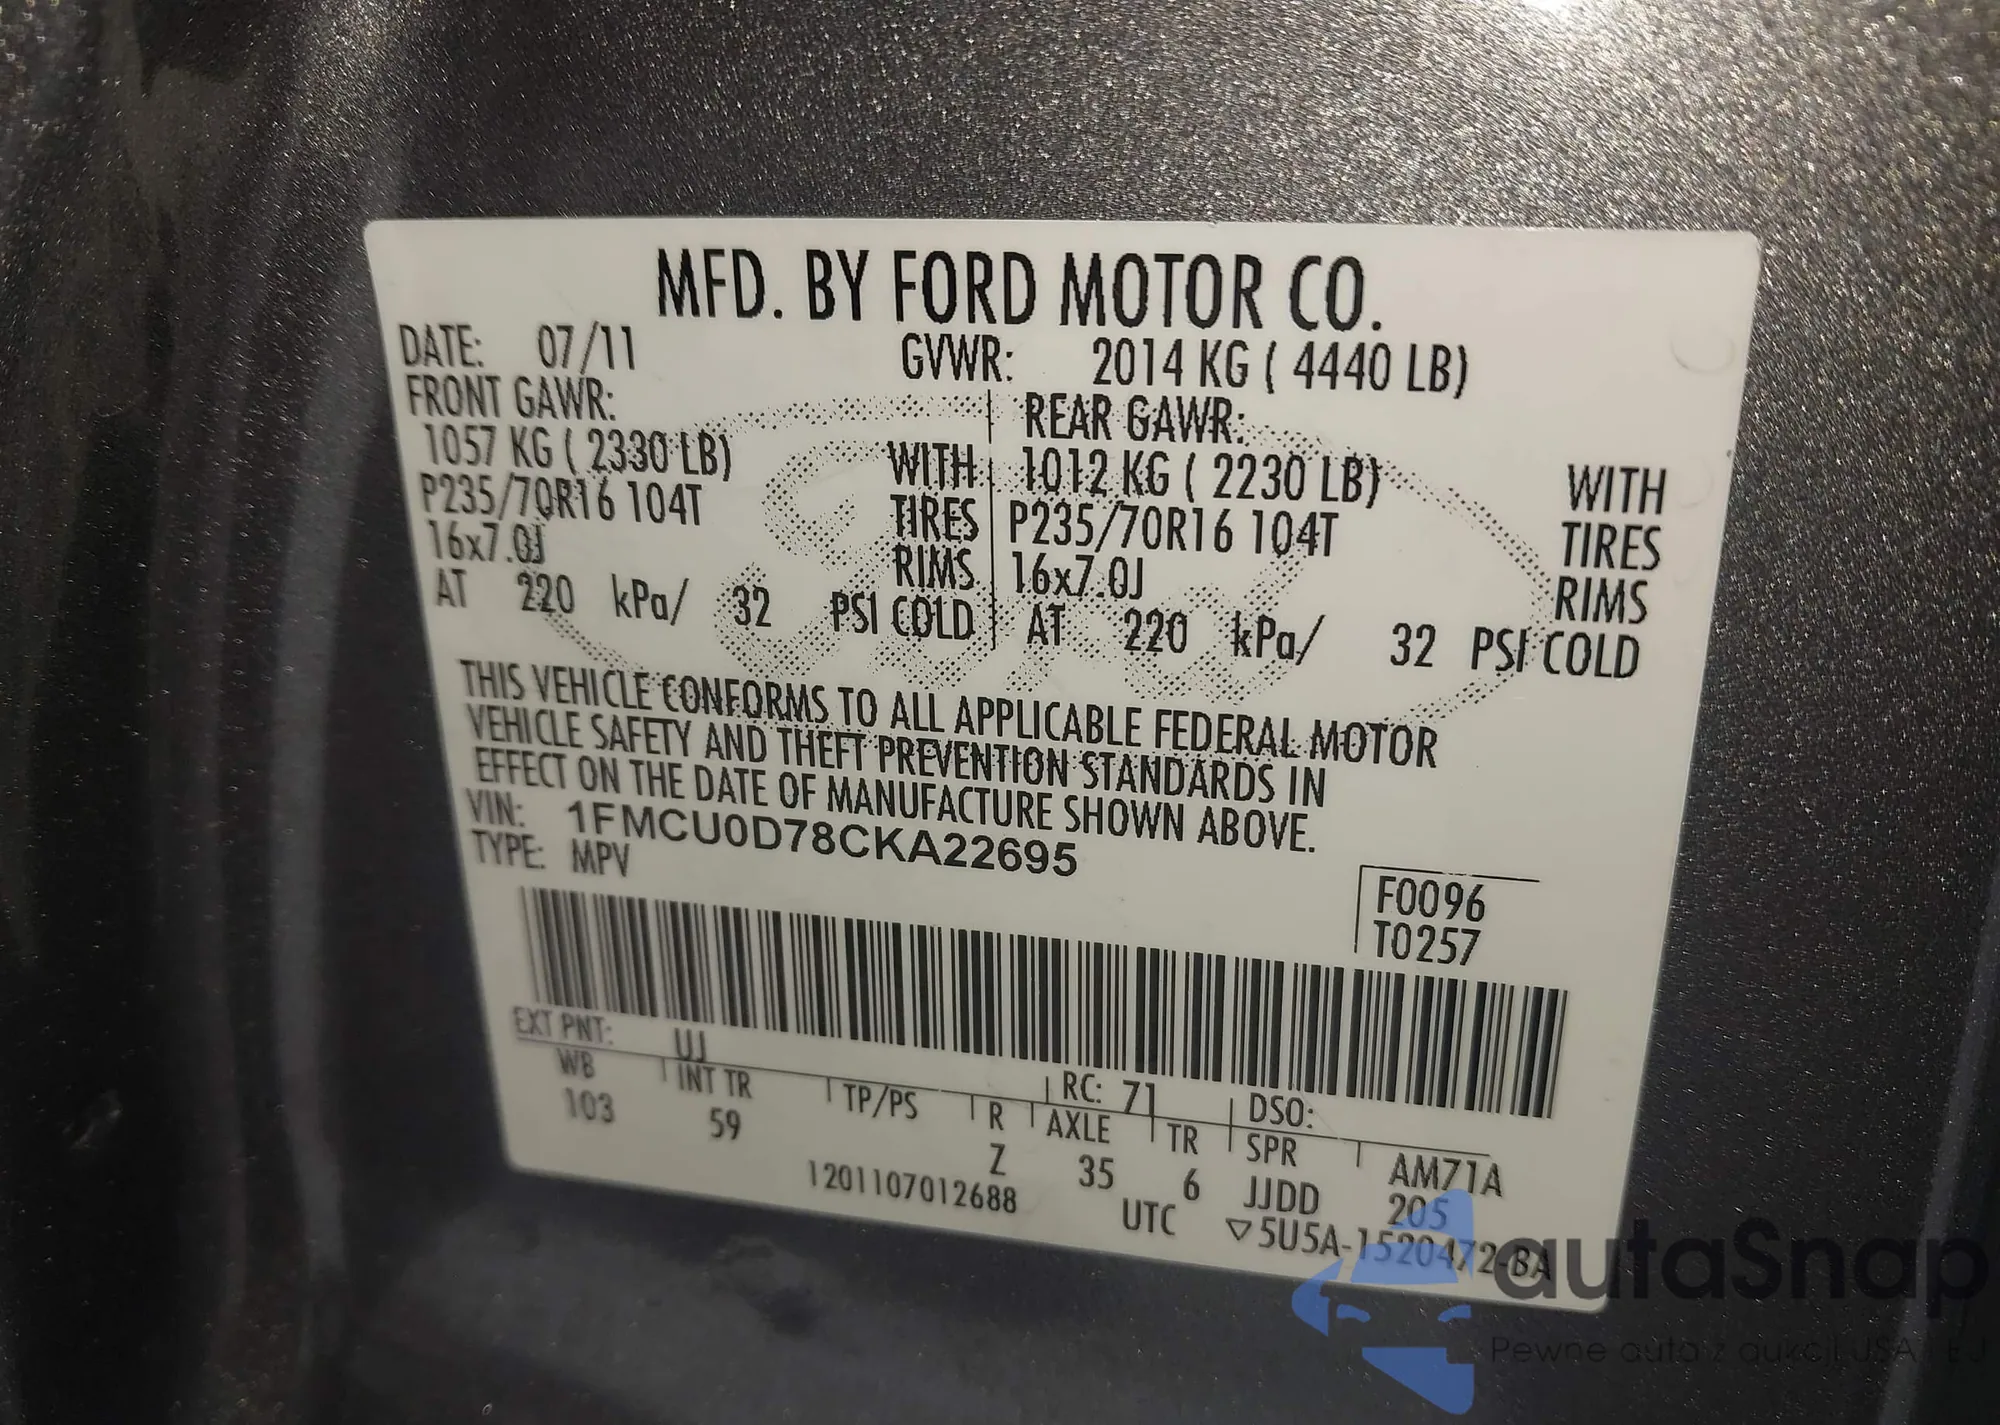 MFD. BY FORD MOTOR CO.
DATE: 07/11 GVWR: 2014 KG ( 4440 LB)
FRONT GAWR: REAR GAWR:
1057 KG ( 2330 LB) WITH 1012 KG ( 2230 LB) WITH
P235/70R16 104T TIRES P235/70R16 104T TIRES
16x7.0J RIMS 16x7.0J RIMS
AT 220 kPa/ 32 PSI COLD AT 220 kPa/ 32 PSI COLD
THIS VEHICLE CONFORMS TO ALL APPLICABLE FEDERAL MOTOR
VEHICLE SAFETY AND THEFT PREVENTION STANDARDS IN
EFFECT ON THE DATE OF MANUFACTURE SHOWN ABOVE.
VIN: 1FMCU0D78CKA22695
TYPE: MPV
F0096
T0257
EXT PNT: UJ RC: 71 DSO:
WB INT TR TP/PS R AXLE TR SPR AM71A
103 59 Z 35 6 JJDD 205
1201107012688 UTC ▽5U5A-1520472-BA
autaSnap
Pewne auta z aukcji USA i EJ